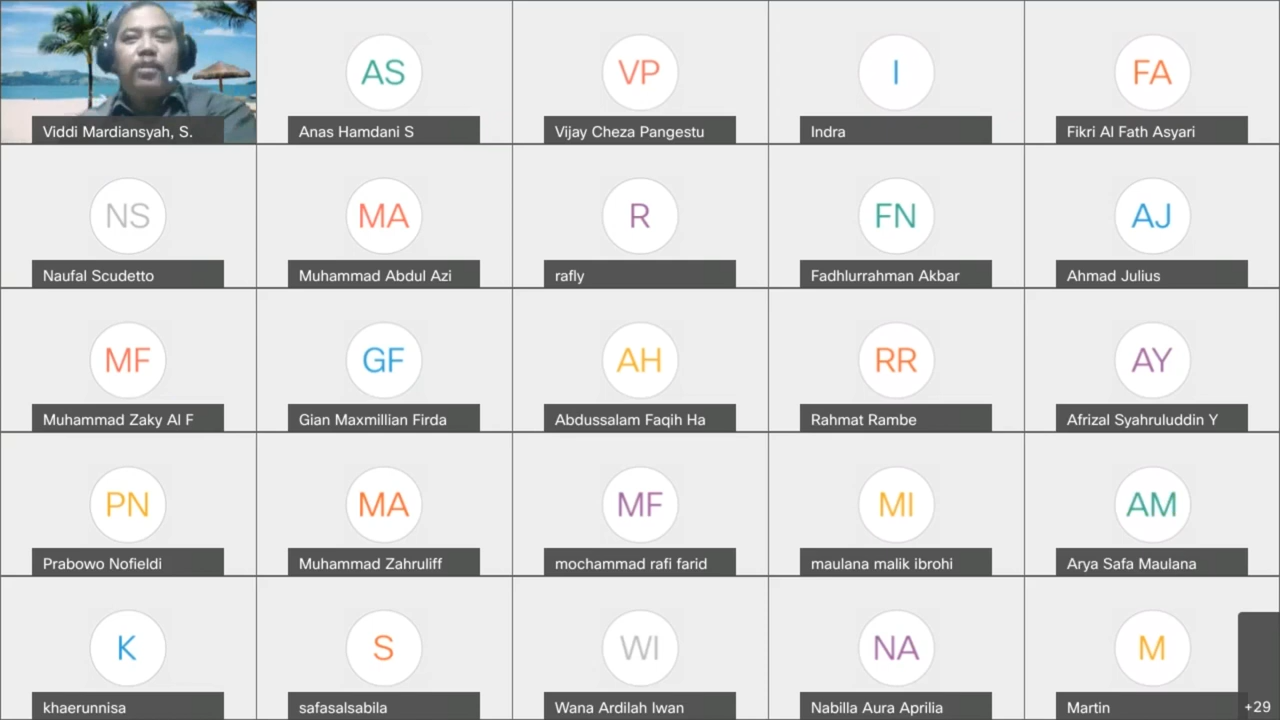 Viddi Mardiansyah, S.
AS
Anas Hamdani S
VP
Vijay Cheza Pangestu
I
Indra
FA
Fikri Al Fath Asyari
NS
Naufal Scudetto
MA
Muhammad Abdul Azi
R
rafly
FN
Fadhlurrahman Akbar
AJ
Ahmad Julius
MF
Muhammad Zaky Al F
GF
Gian Maxmillian Firda
AH
Abdussalam Faqih Ha
RR
Rahmat Rambe
AY
Afrizal Syahruluddin Y
PN
Prabowo Nofieldi
MA
Muhammad Zahruliff
MF
mochammad rafi farid
MI
maulana malik ibrohi
AM
Arya Safa Maulana
K
khaerunnisa
S
safasalsabila
WI
Wana Ardilah Iwan
NA
Nabilla Aura Aprilia
M
Martin
+29